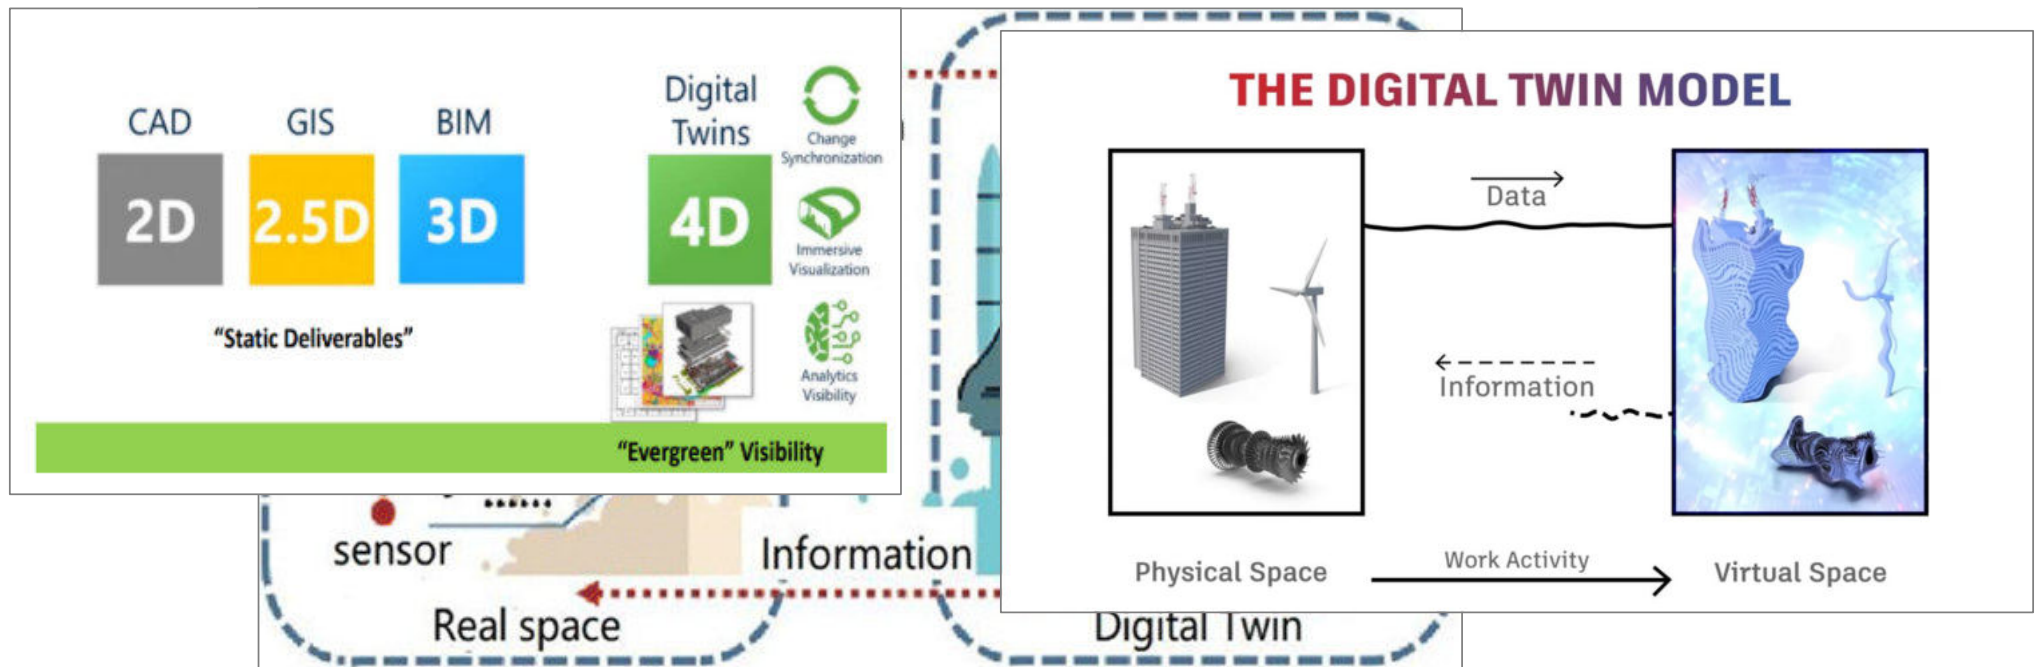 CAD
GIS
BIM
Digital
Twins
2D
2.5D
3D
4D
Change
Synchronization
Immersive
Visualization
Analytics
Visibility
“Static Deliverables”
“Evergreen” Visibility
sensor
Information
Real space
Digital Twin
THE DIGITAL TWIN MODEL
Data
Information
Physical Space
Work Activity
Virtual Space